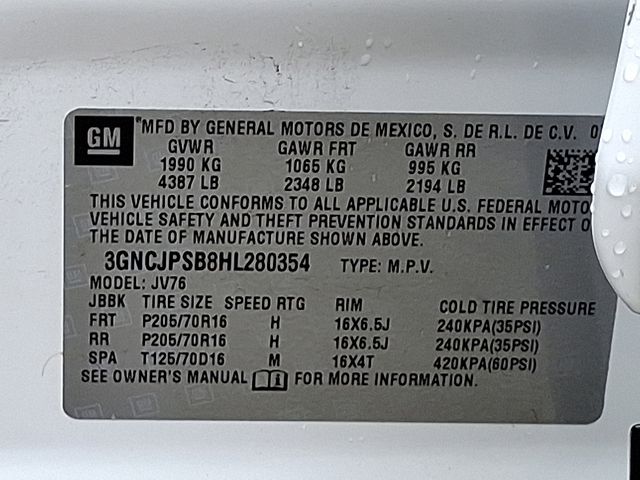 GM
®MFD BY GENERAL MOTORS DE MEXICO, S. DE R.L. DE C.V. 0
GVWR GAWR FRT GAWR RR
1990 KG 1065 KG 995 KG
4387 LB 2348 LB 2194 LB
THIS VEHICLE CONFORMS TO ALL APPLICABLE U.S. FEDERAL MOTO
VEHICLE SAFETY AND THEFT PREVENTION STANDARDS IN EFFECT O
THE DATE OF MANUFACTURE SHOWN ABOVE.
3GNCJPSB8HL280354 TYPE: M.P.V.
MODEL: JV76
JBBK TIRE SIZE SPEED RTG RIM COLD TIRE PRESSURE
FRT P205/70R16 H 16X6.5J 240KPA(35PSI)
RR P205/70R16 H 16X6.5J 240KPA(35PSI)
SPA T125/70D16 M 16X4T 420KPA(60PSI)
SEE OWNER'S MANUAL FOR MORE INFORMATION.